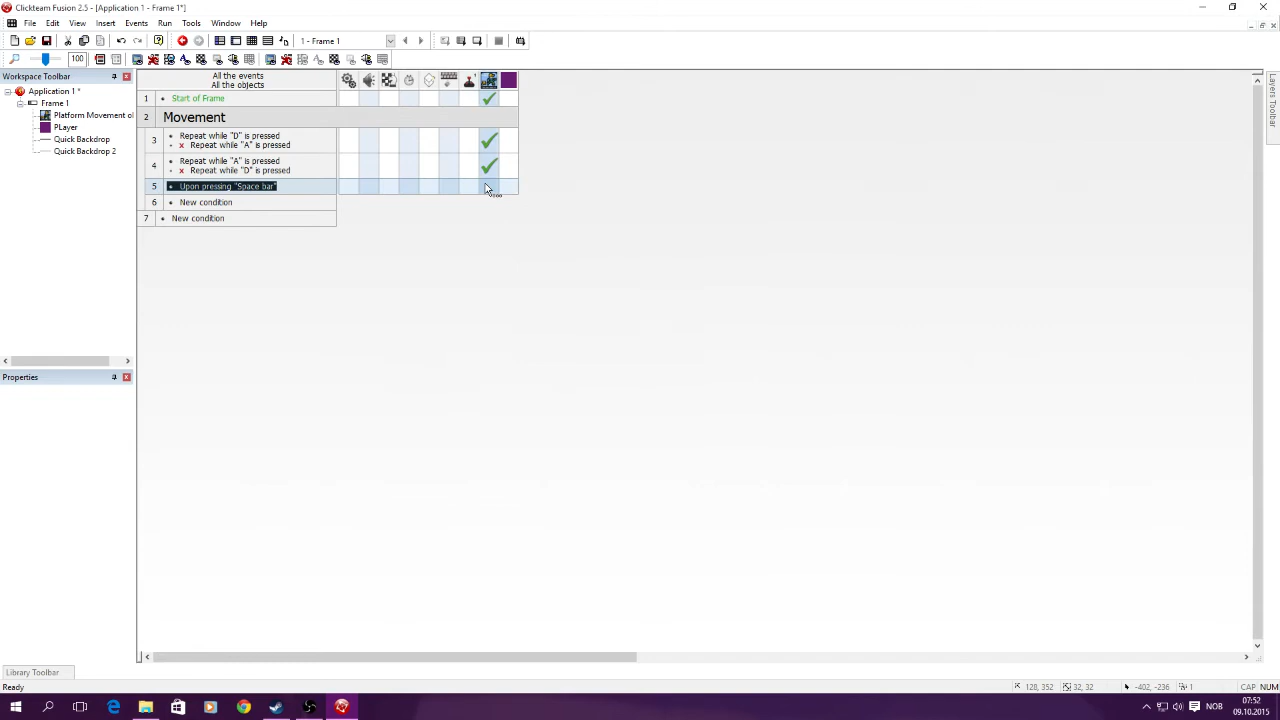 Clickteam Fusion 2.5 - [Application 1 - Frame 1*]
File Edit View Insert Events Run Tools Window Help
1 - Frame 1
100
Workspace Toolbar
Application 1 *
Frame 1
Platform Movement ol
PLayer
Quick Backdrop
Quick Backdrop 2
Properties
Library Toolbar
Ready
All the events
All the objects
1 Start of Frame
2 Movement
3 Repeat while "D" is pressed
x Repeat while "A" is pressed
4 Repeat while "A" is pressed
x Repeat while "D" is pressed
5 Upon pressing "Space bar"
6 New condition
7 New condition
Layers Toolbar
128, 352 32, 32 -402, -236 1 CAP NUM
NOB
07:52
09.10.2015